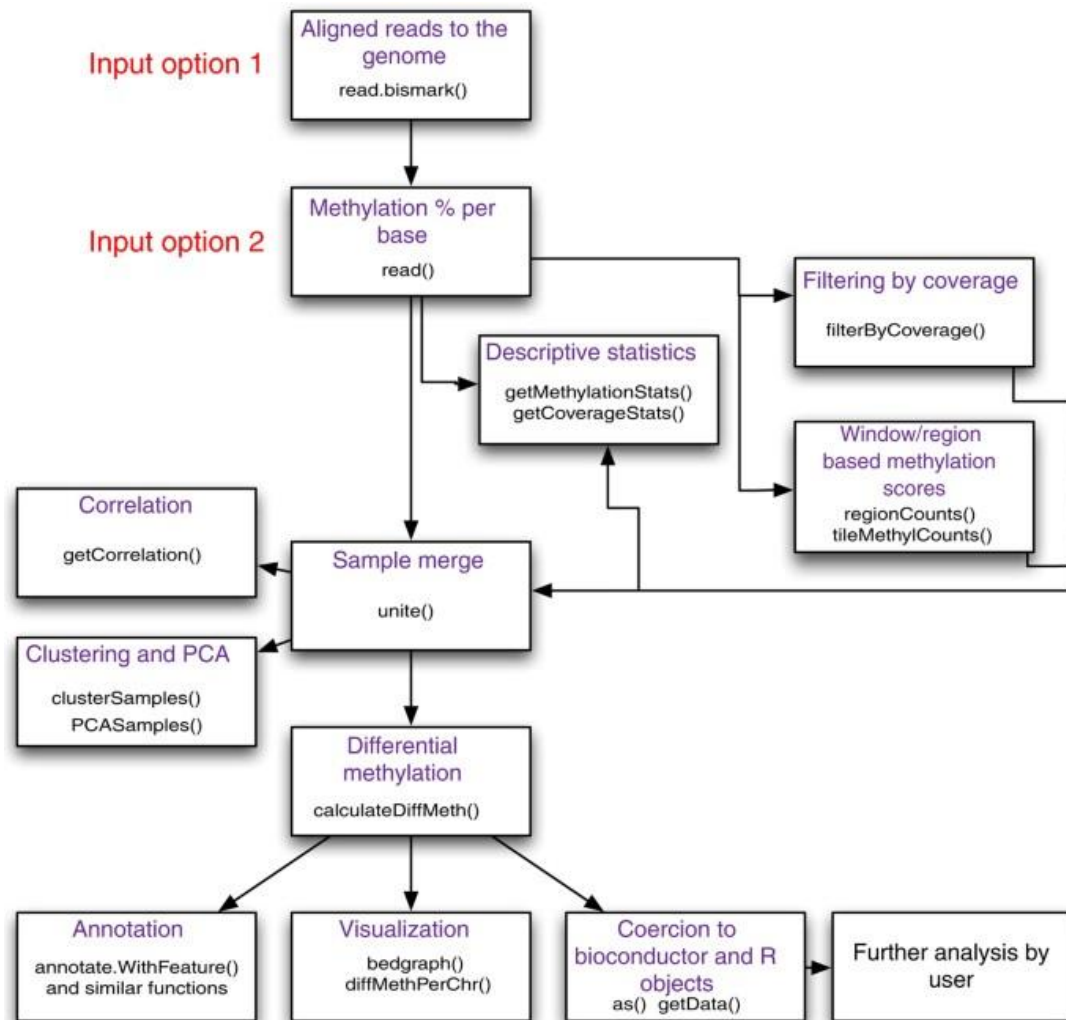 Input option 1
Aligned reads to the
genome
read.bismark()
Input option 2
Methylation % per
base
read()
Filtering by coverage
filterByCoverage()
Descriptive statistics
getMethylationStats()
getCoverageStats()
Window/region
based methylation
scores
regionCounts()
tileMethylCounts()
Correlation
getCorrelation()
Sample merge
unite()
Clustering and PCA
clusterSamples()
PCASamples()
Differential
methylation
calculateDiffMeth()
Annotation
annotate.WithFeature()
and similar functions
Visualization
bedgraph()
diffMethPerChr()
Coercion to
bioconductor and R
objects
as() getData()
Further analysis by
user